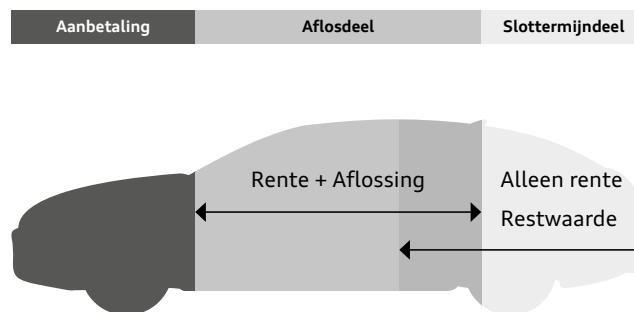 Aanbetaling Aflosdeel Slottermijndeel
Rente + Aflossing Alleen rente
Restwaarde